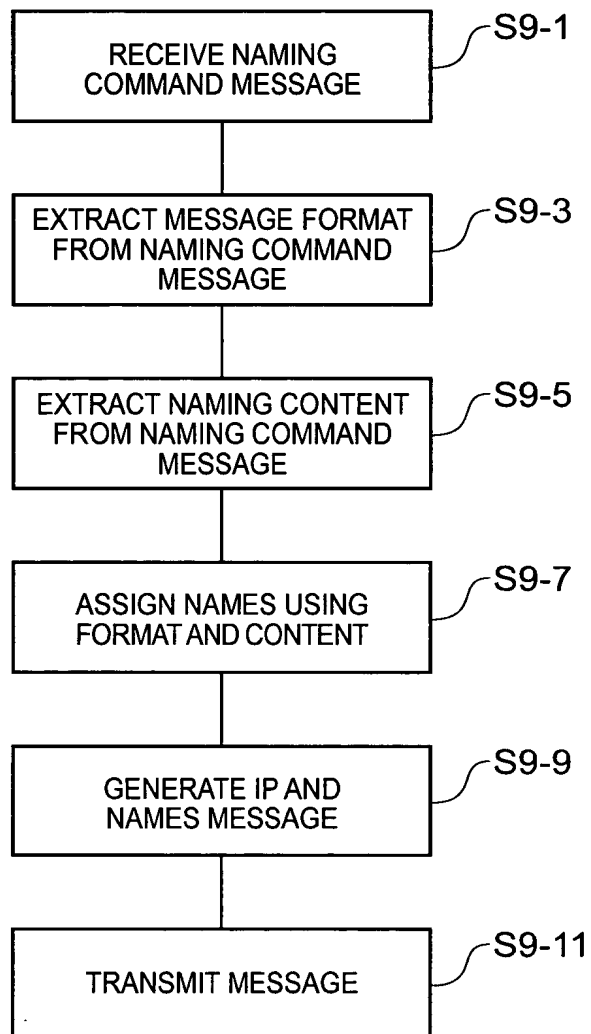 S9-1
RECEIVE NAMING
COMMAND MESSAGE
S9-3
EXTRACT MESSAGE FORMAT
FROM NAMING COMMAND
MESSAGE
S9-5
EXTRACT NAMING CONTENT
FROM NAMING COMMAND
MESSAGE
S9-7
ASSIGN NAMES USING
FORMAT AND CONTENT
S9-9
GENERATE IP AND
NAMES MESSAGE
S9-11
TRANSMIT MESSAGE